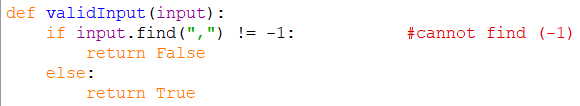 def validInput(input):
    if input.find(",") != -1:           #cannot find (-1)
        return False
    else:
        return True